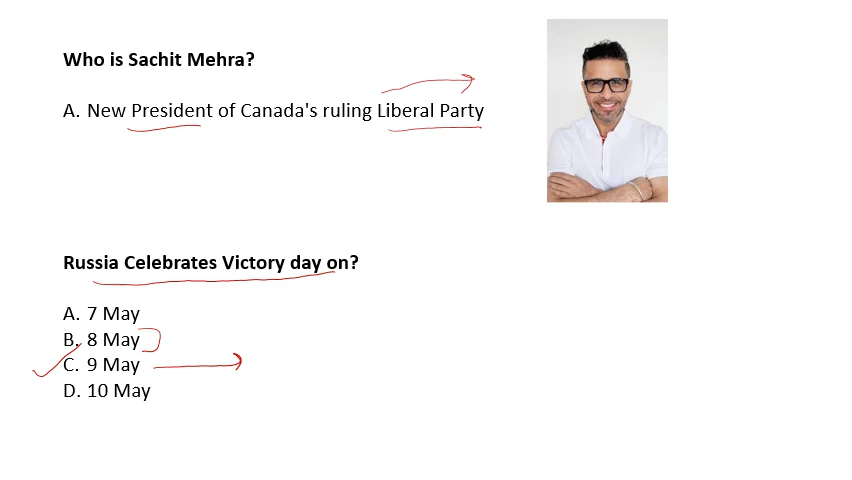 Who is Sachit Mehra?
A. New President of Canada's ruling Liberal Party
Russia Celebrates Victory day on?
A. 7 May
B. 8 May
C. 9 May
D. 10 May